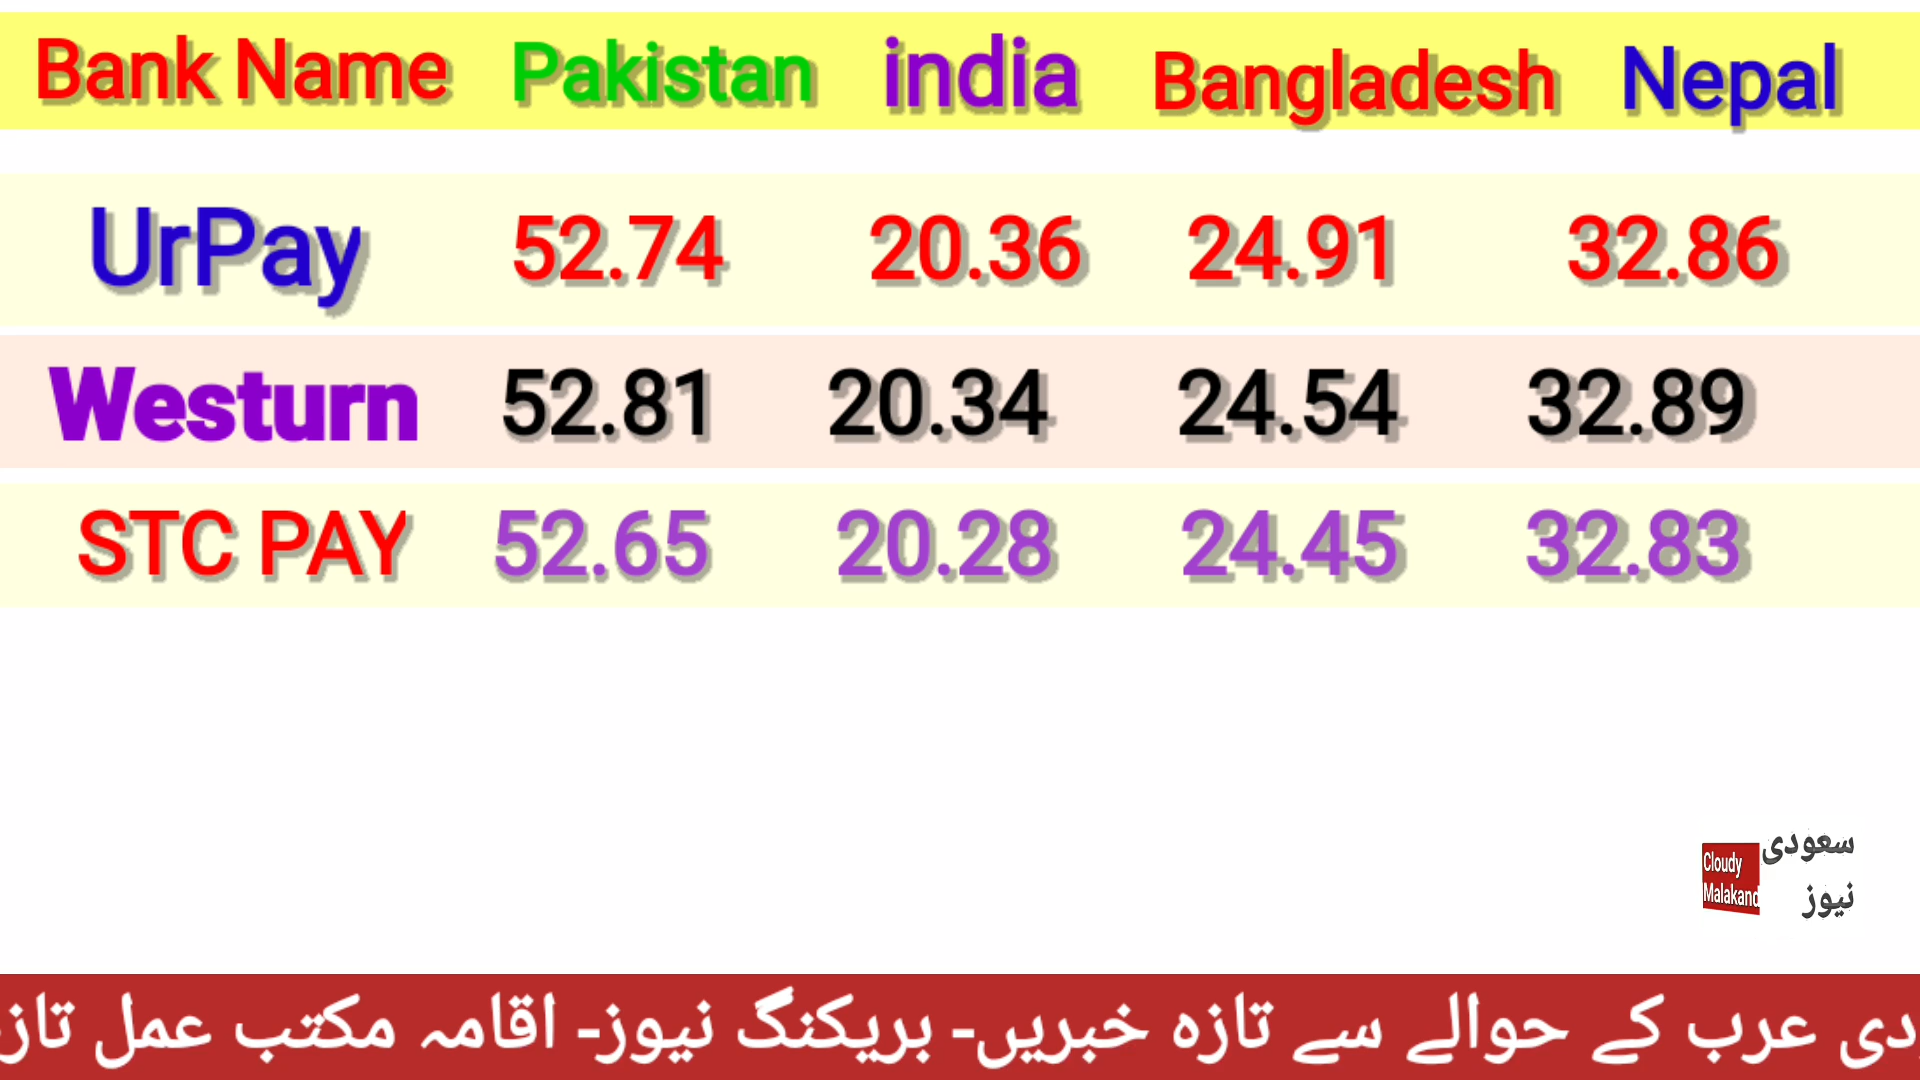 Bank Name Pakistan india Bangladesh Nepal
UrPay 52.74 20.36 24.91 32.86
Westurn 52.81 20.34 24.54 32.89
STC PAY 52.65 20.28 24.45 32.83
سعودی
نیوز
Cloudy
Malakand
عرب کے حوالے سے تازہ خبریں- بریکنگ نیوز- اقامہ مکتب عمل